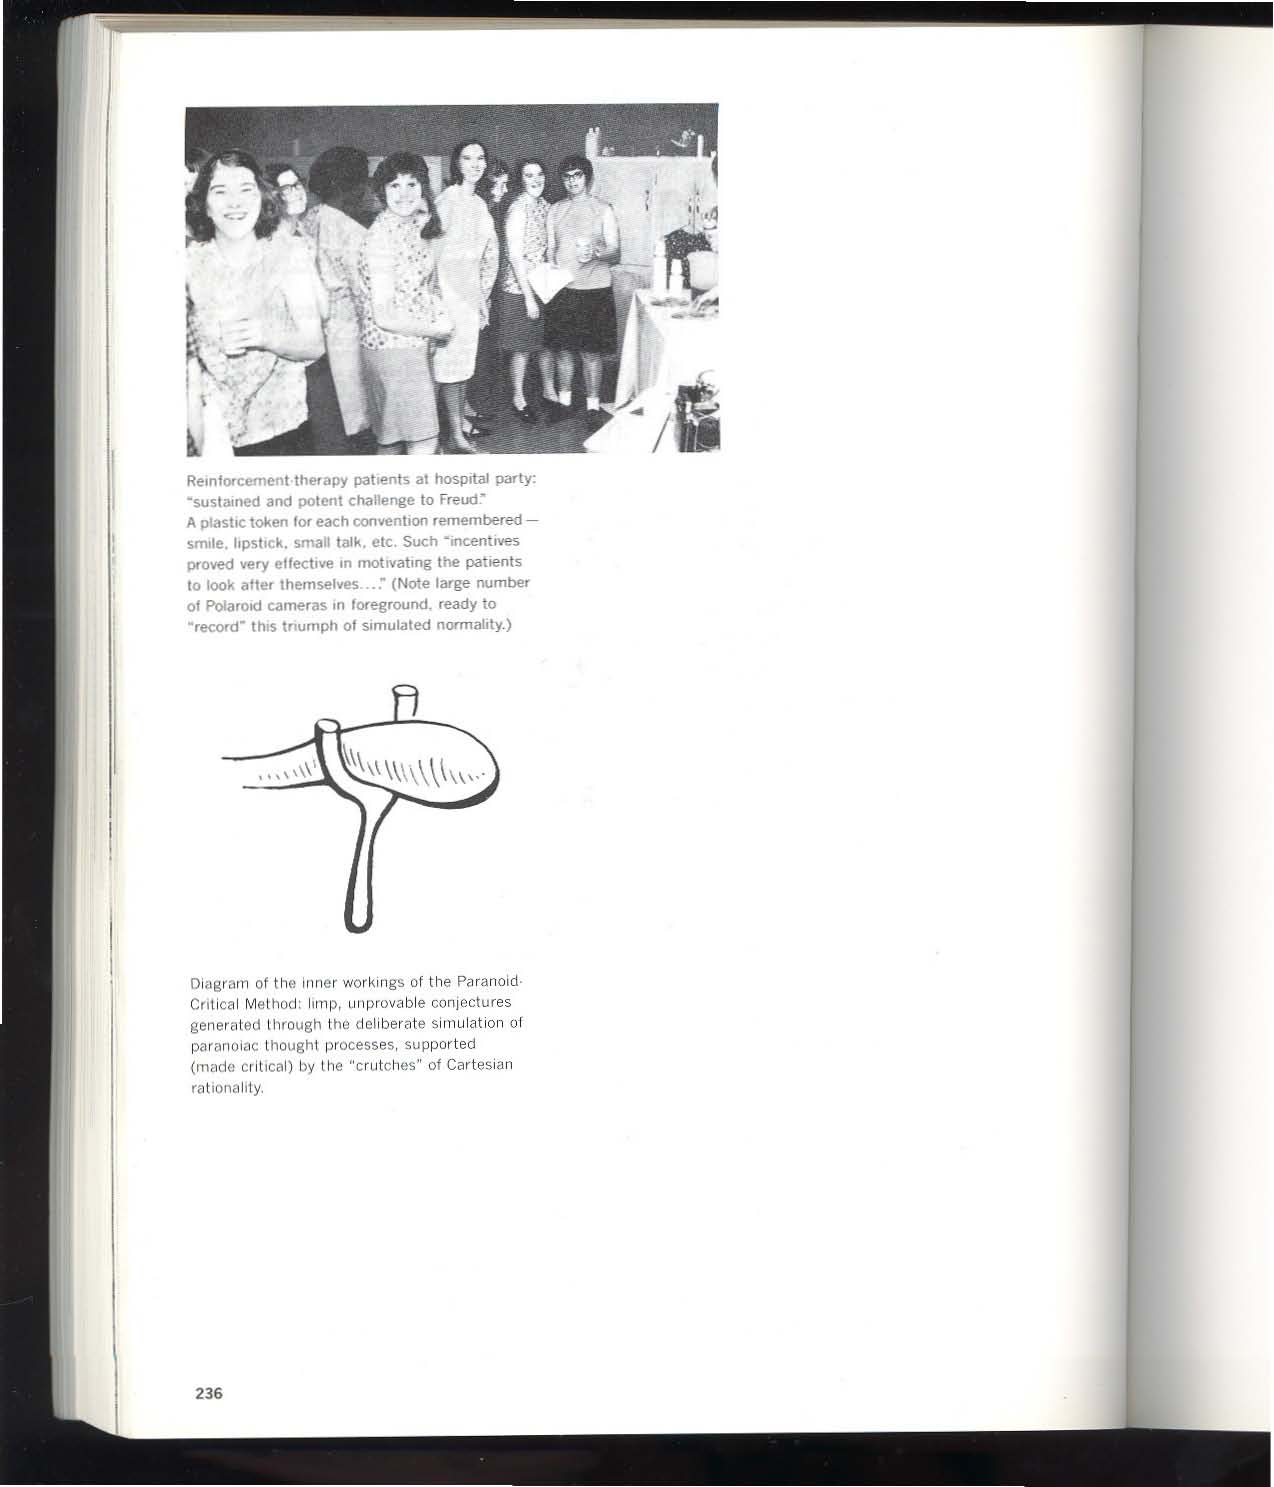 Reinforcement-therapy patients at hospital party:
"sustained and potent challenge to Freud."
A plastic token for each convention remembered —
smile, lipstick, small talk, etc. Such "incentives
proved very effective in motivating the patients
to look after themselves...." (Note large number
of Polaroid cameras in foreground, ready to
"record" this triumph of simulated normality.)
Diagram of the inner workings of the Paranoid-
Critical Method: limp, unprovable conjectures
generated through the deliberate simulation of
paranoiac thought processes, supported
(made critical) by the "crutches" of Cartesian
rationality.
236